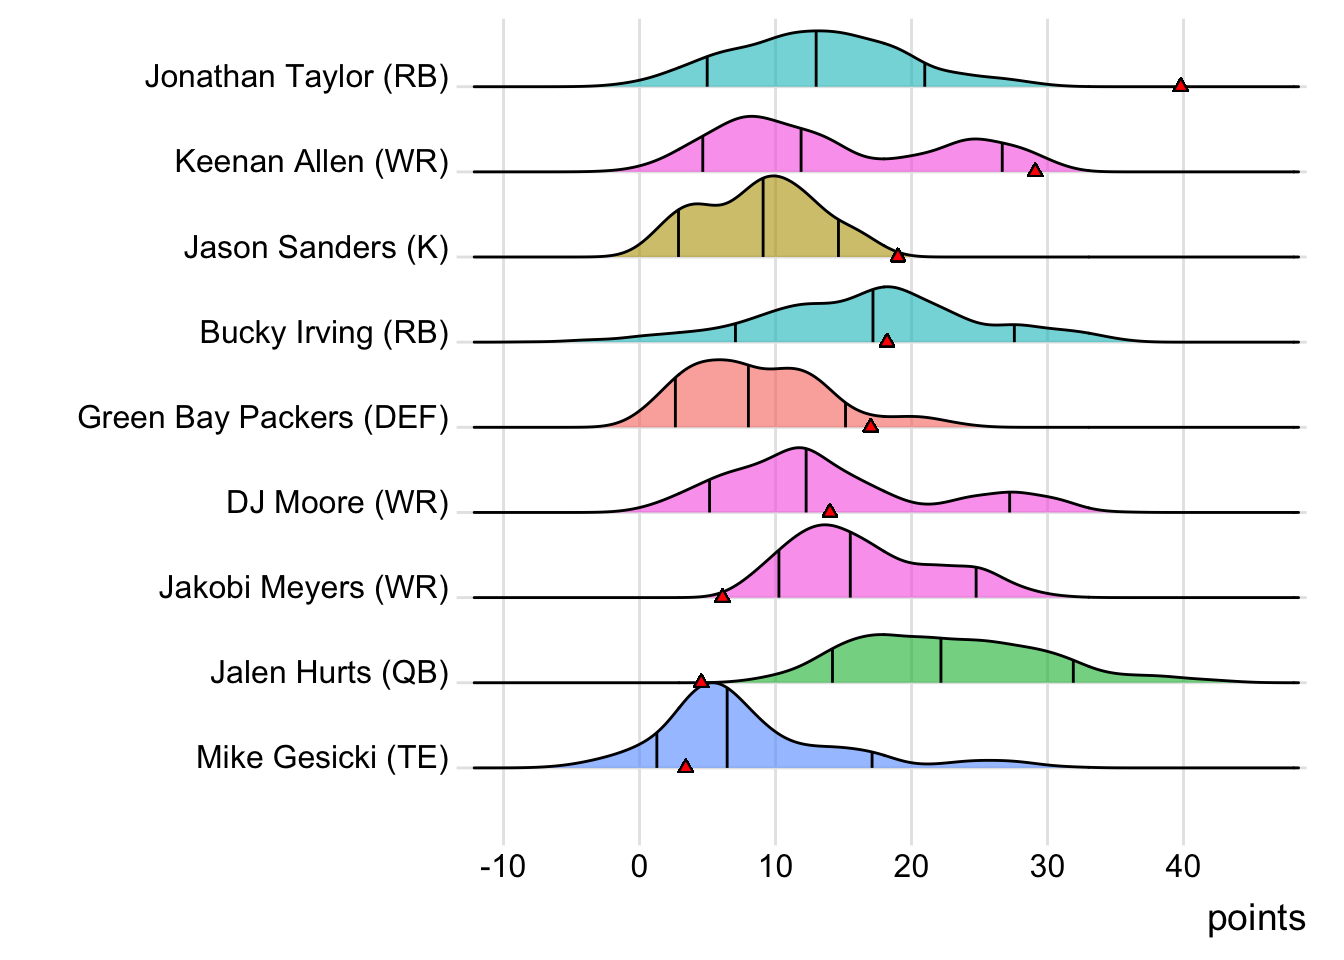 Jonathan Taylor (RB)
Keenan Allen (WR)
Jason Sanders (K)
Bucky Irving (RB)
Green Bay Packers (DEF)
DJ Moore (WR)
Jakobi Meyers (WR)
Jalen Hurts (QB)
Mike Gesicki (TE)
-10 0 10 20 30 40
points